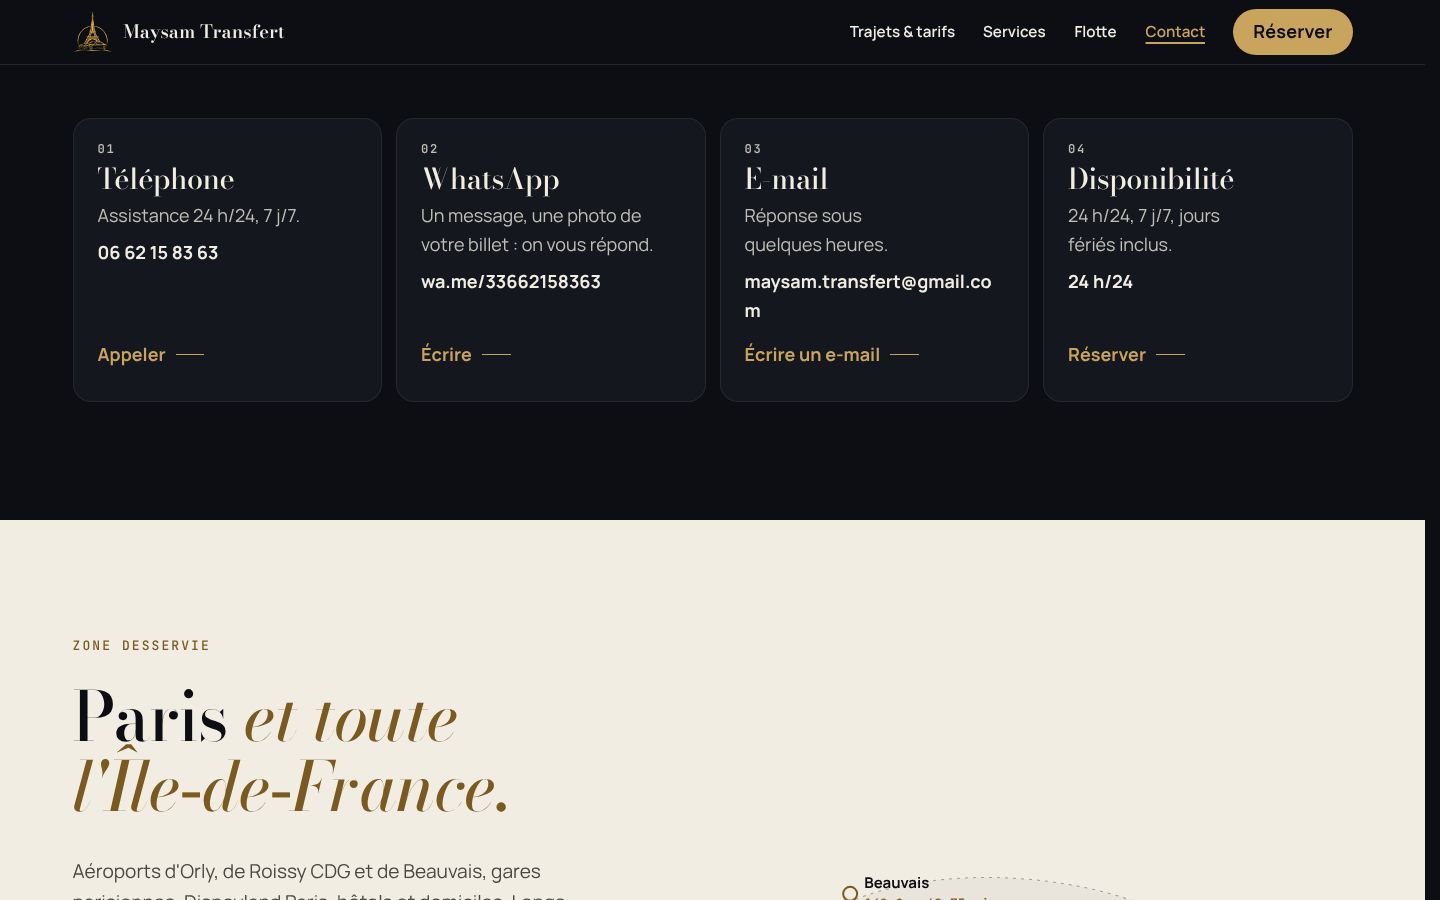 Maysam Transfert
Trajets & tarifs
Services
Flotte
Contact
Réserver
01
Téléphone
Assistance 24 h/24, 7 j/7.
06 62 15 83 63
Appeler
02
WhatsApp
Un message, une photo de
votre billet : on vous répond.
wa.me/33662158363
Écrire
03
E-mail
Réponse sous
quelques heures.
maysam.transfert@gmail.co
m
Écrire un e-mail
04
Disponibilité
24 h/24, 7 j/7, jours
fériés inclus.
24 h/24
Réserver
ZONE DESSERVIE
Paris et toute
l'Île-de-France.
Aéroports d'Orly, de Roissy CDG et de Beauvais, gares
Beauvais